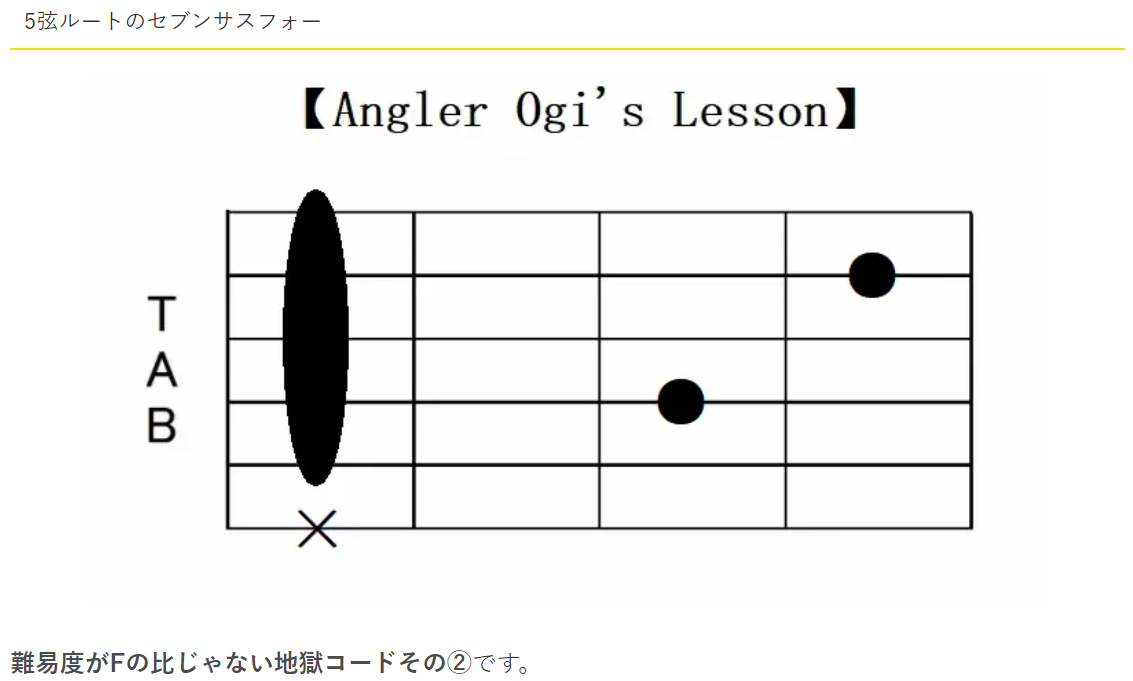 5弦ルートのセブンサスフォー
【Angler Ogi’s Lesson】
T
A
B
×
難易度がFの比じゃない地獄コードその②です。